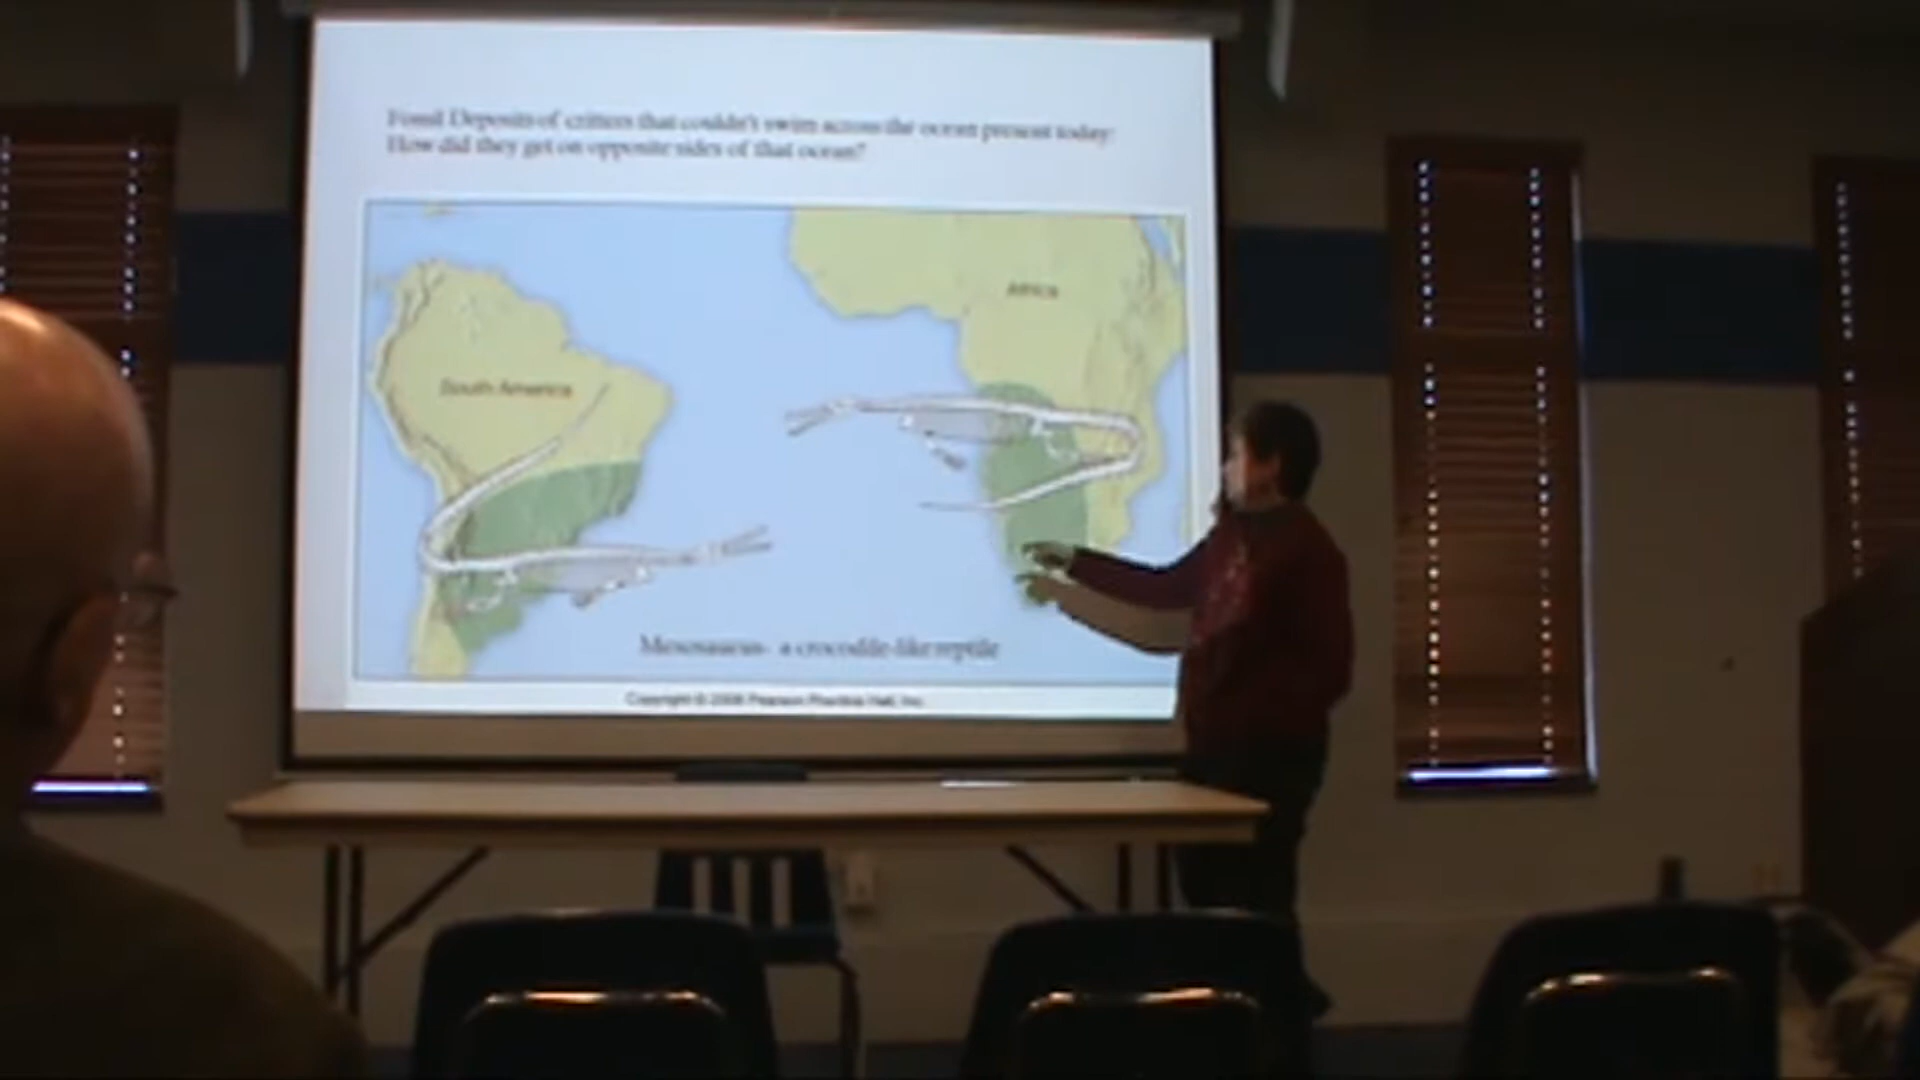 Fossil Deposits of critters that couldn't swim across the ocean present today:
How did they get on opposite sides of that ocean?
Africa
South America
Mesosaurus- a crocodile-like reptile
Copyright © 2008 Pearson Prentice Hall, Inc.